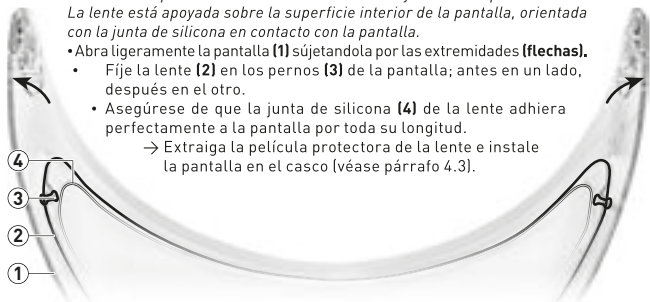 La lente está apoyada sobre la superficie interior de la pantalla, orientada
con la junta de silicona en contacto con la pantalla.
• Abra ligeramente la pantalla (1) sújetandola por las extremidades (flechas).
• Fíje la lente (2) en los pernos (3) de la pantalla; antes en un lado,
después en el otro.
• Asegúrese de que la junta de silicona (4) de la lente adhiera
perfectamente a la pantalla por toda su longitud.
→ Extraiga la película protectora de la lente e instale
la pantalla en el casco (véase párrafo 4.3).
4
3
2
1